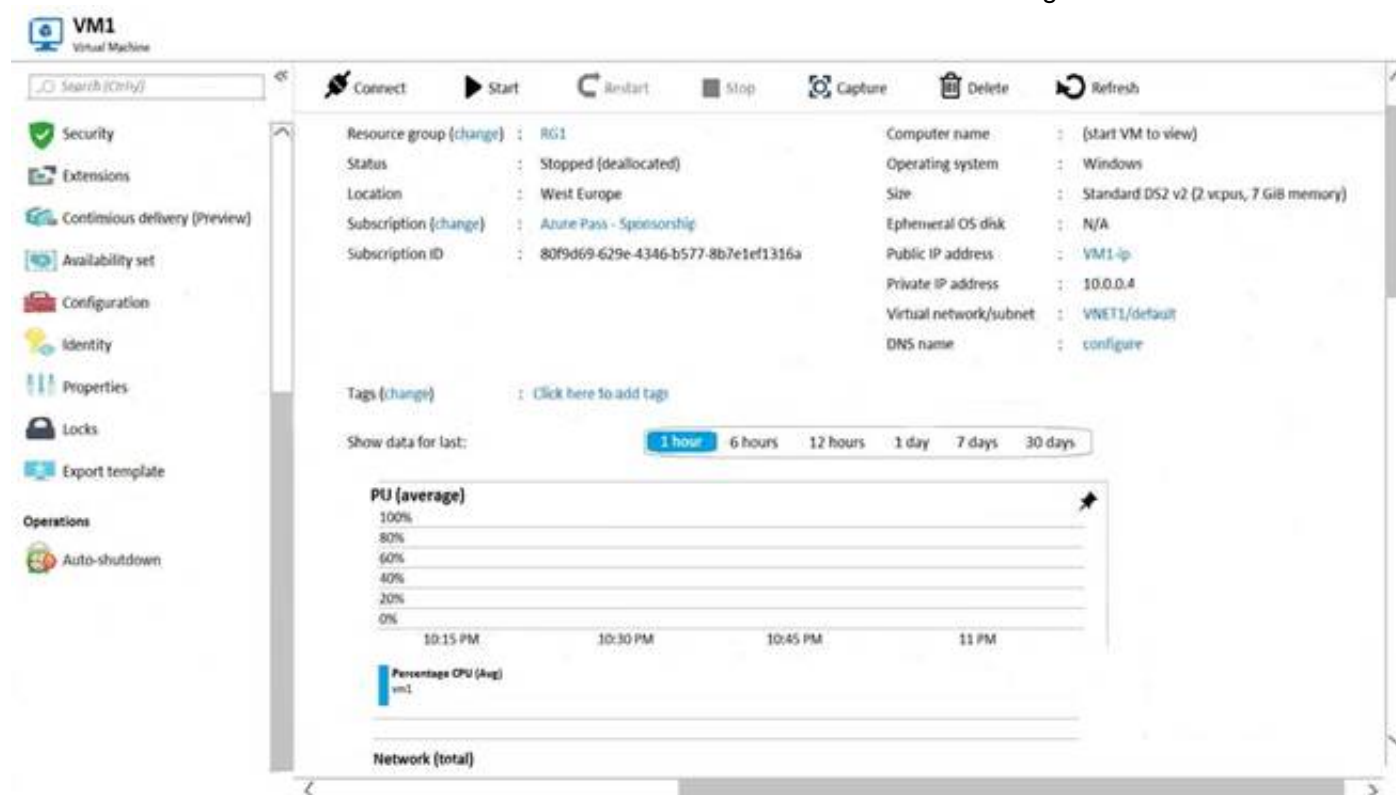 VM1
Virtual Machine
Search (Ctrl+/)
Connect Start Restart Stop Capture Delete Refresh
Security
Extensions
Continious delivery (Preview)
Availability set
Configuration
Identity
Properties
Locks
Export template
Operations
Auto-shutdown
Resource group (change) : RG1
Status : Stopped (deallocated)
Location : West Europe
Subscription (change) : Azure Pass - Sponsorship
Subscription ID : 80f9d69-629e-4346-b577-8b7e1ef1316a
Computer name : (start VM to view)
Operating system : Windows
Size : Standard DS2 v2 (2 vcpus, 7 GiB memory)
Ephemeral OS disk : N/A
Public IP address : VM1-ip
Private IP address : 10.0.0.4
Virtual network/subnet : VNET1/default
DNS name : configure
Tags (change) : Click here to add tags
Show data for last: 1 hour 6 hours 12 hours 1 day 7 days 30 days
PU (average)
100%
80%
60%
40%
20%
0%
10:15 PM 10:30 PM 10:45 PM 11 PM
Percentage CPU (Avg)
vm1
Network (total)